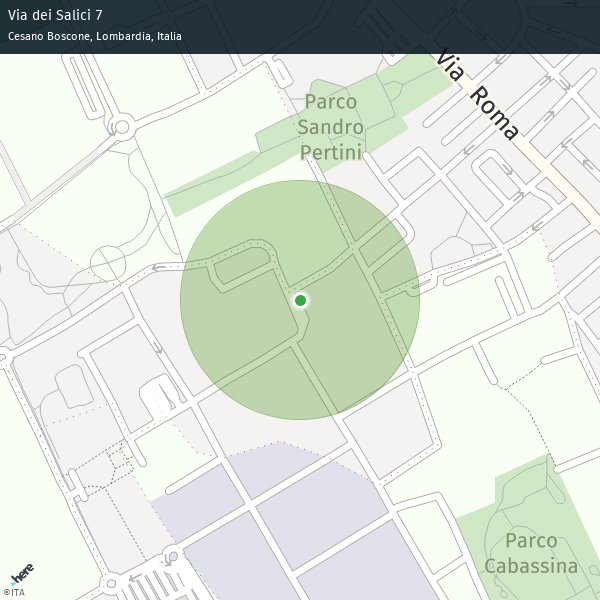 Via dei Salici 7
Cesano Boscone, Lombardia, Italia
Via Roma
Parco
Sandro
Pertini
Parco
Cabassina
here
©ITA